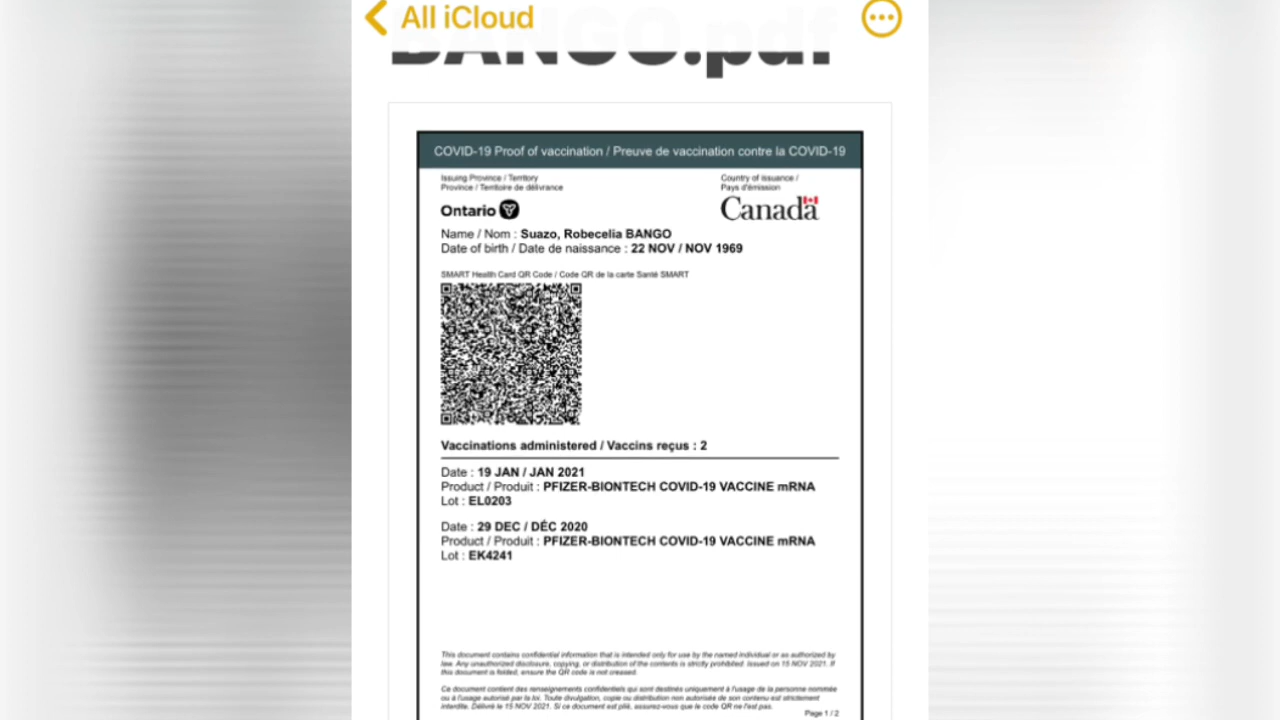 All iCloud
BANGO.pdf
COVID-19 Proof of vaccination / Preuve de vaccination contre la COVID-19
Issuing Province / Territory
Province / Territoire de délivrance
Country of issuance /
Pays d'émission
Ontario
Canada
Name / Nom : Suazo, Robecelia BANGO
Date of birth / Date de naissance : 22 NOV / NOV 1969
SMART Health Card QR Code / Code QR de la carte Santé SMART
Vaccinations administered / Vaccins reçus : 2
Date : 19 JAN / JAN 2021
Product / Produit : PFIZER-BIONTECH COVID-19 VACCINE mRNA
Lot : EL0203
Date : 29 DEC / DÉC 2020
Product / Produit : PFIZER-BIONTECH COVID-19 VACCINE mRNA
Lot : EK4241
This document contains confidential information that is intended only for use by the named individual or as authorized by
law. Any unauthorized disclosure, copying, or distribution of the contents is strictly prohibited. Issued on 15 NOV 2021. If
this document is folded, ensure the QR code is not creased.
Ce document contient des renseignements confidentiels qui sont destinés uniquement à l'usage de la personne nommée
ou à l'usage autorisé par la loi. Toute divulgation, copie ou distribution non autorisées de son contenu est strictement
interdite. Délivré le 15 NOV 2021. Si ce document est plié, assurez-vous que le code QR ne l'est pas.
Page 1 / 2